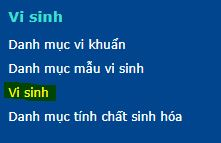 Vi sinh
Danh mục vi khuẩn
Danh mục mẫu vi sinh
Vi sinh
Danh mục tính chất sinh hóa